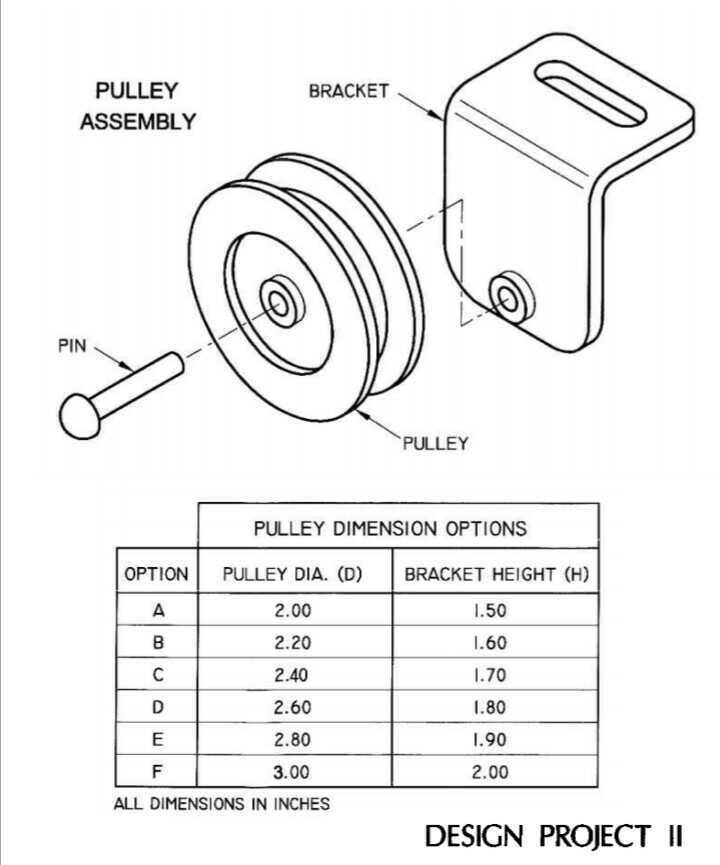 PULLEY
ASSEMBLY
BRACKET
PIN
PULLEY
PULLEY DIMENSION OPTIONS
OPTION PULLEY DIA. (D) BRACKET HEIGHT (H)
A 2.00 1.50
B 2.20 1.60
C 2.40 1.70
D 2.60 1.80
E 2.80 1.90
F 3.00 2.00
ALL DIMENSIONS IN INCHES
DESIGN PROJECT II